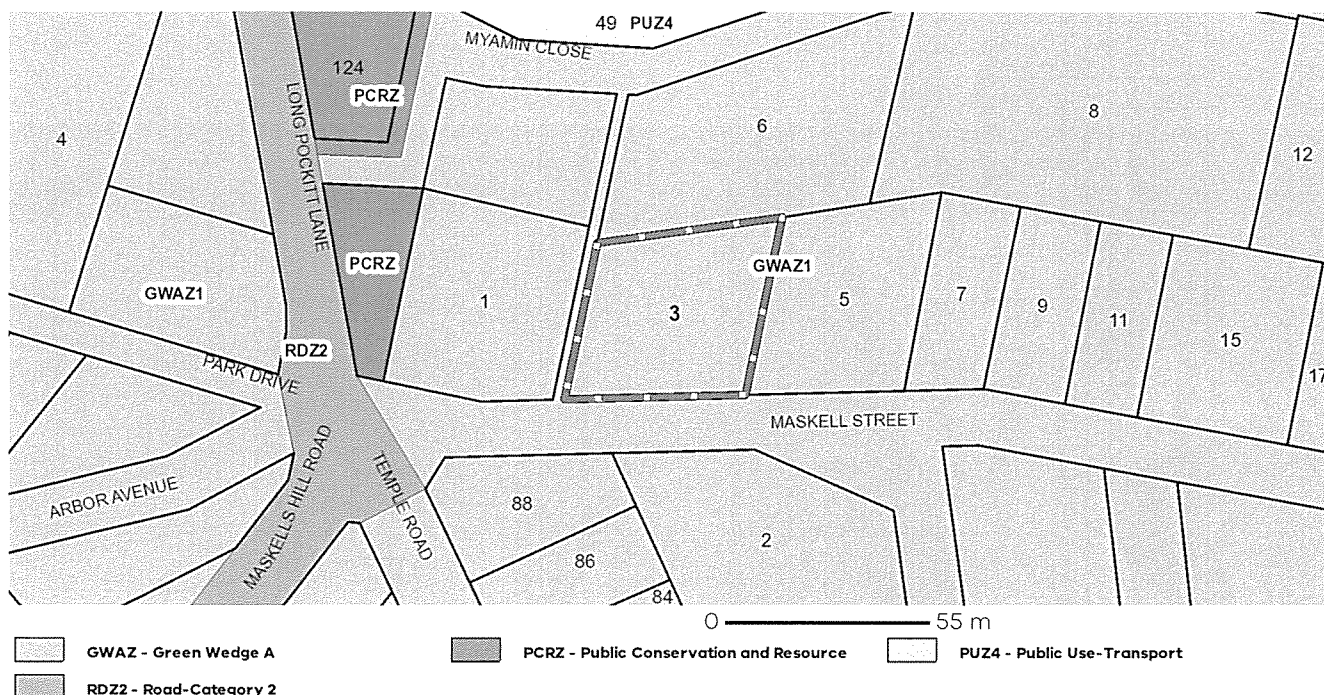 49 PUZ4
MYAMIN CLOSE
124
PCRZ
LONG POCKITT LANE
4
6
8
12
PCRZ
GWAZ1
1
3
GWAZ1
5
7
9
11
15
17
RDZ2
PARK DRIVE
MASKELL STREET
ARBOR AVENUE
MASKELLS HILL ROAD
TEMPLE ROAD
88
86
84
2
0 55 m
GWAZ - Green Wedge A
PCRZ - Public Conservation and Resource
PUZ4 - Public Use-Transport
RDZ2 - Road-Category 2